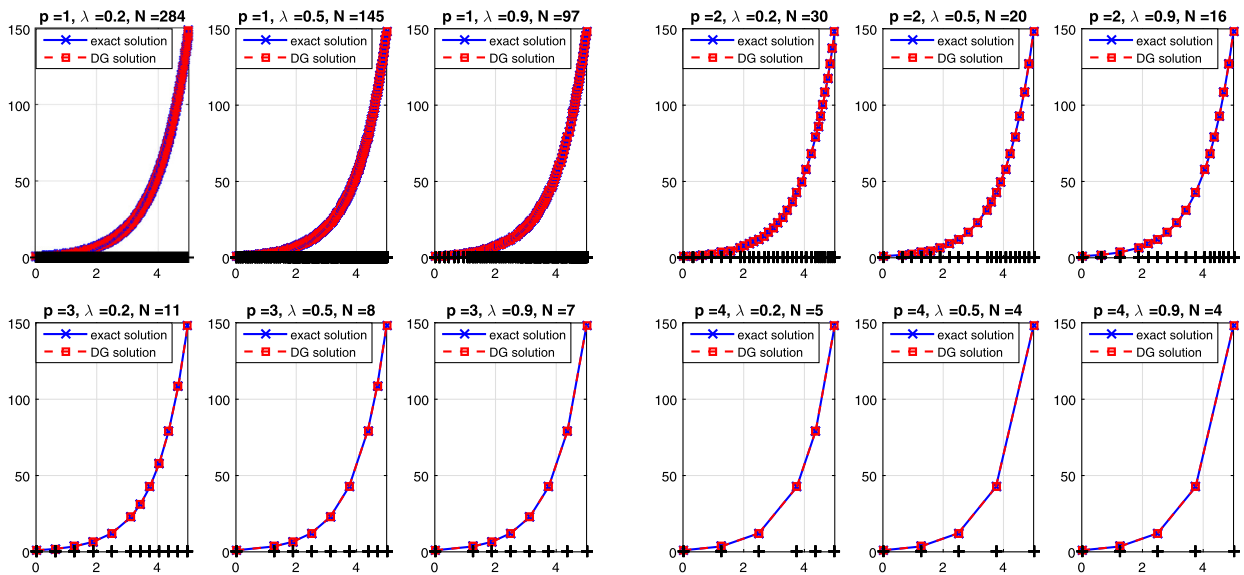 p =1, λ =0.2, N =284
p =1, λ =0.5, N =145
p =1, λ =0.9, N =97
p =2, λ =0.2, N =30
p =2, λ =0.5, N =20
p =2, λ =0.9, N =16
150
exact solution
DG solution
100
50
0
0 2 4
150
exact solution
DG solution
100
50
0
0 2 4
150
exact solution
DG solution
100
50
0
0 2 4
150
exact solution
DG solution
100
50
0
0 2 4
150
exact solution
DG solution
100
50
0
0 2 4
150
exact solution
DG solution
100
50
0
0 2 4
p =3, λ =0.2, N =11
p =3, λ =0.5, N =8
p =3, λ =0.9, N =7
p =4, λ =0.2, N =5
p =4, λ =0.5, N =4
p =4, λ =0.9, N =4
150
exact solution
DG solution
100
50
0
0 2 4
150
exact solution
DG solution
100
50
0
0 2 4
150
exact solution
DG solution
100
50
0
0 2 4
150
exact solution
DG solution
100
50
0
0 2 4
150
exact solution
DG solution
100
50
0
0 2 4
150
exact solution
DG solution
100
50
0
0 2 4